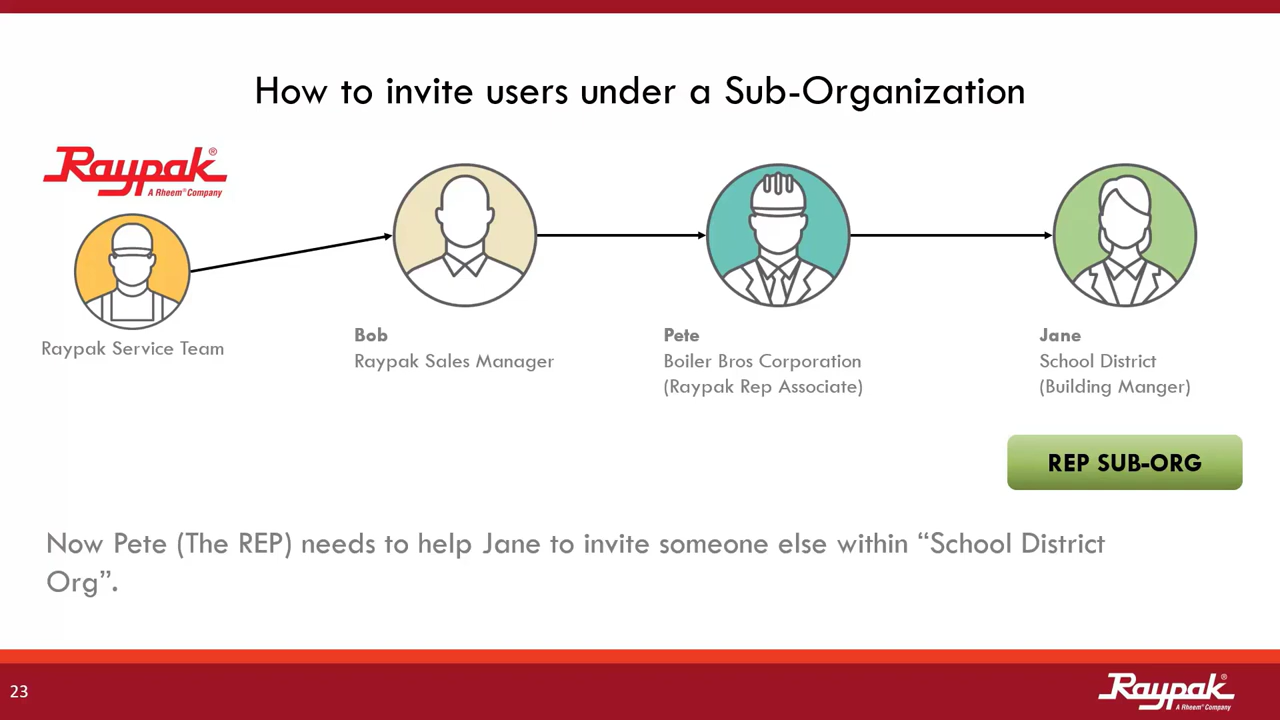 How to invite users under a Sub-Organization
Raypak®
A Rheem® Company
Raypak Service Team
Bob
Raypak Sales Manager
Pete
Boiler Bros Corporation
(Raypak Rep Associate)
Jane
School District
(Building Manger)
REP SUB-ORG
Now Pete (The REP) needs to help Jane to invite someone else within “School District
Org”.
23
Raypak®
A Rheem® Company